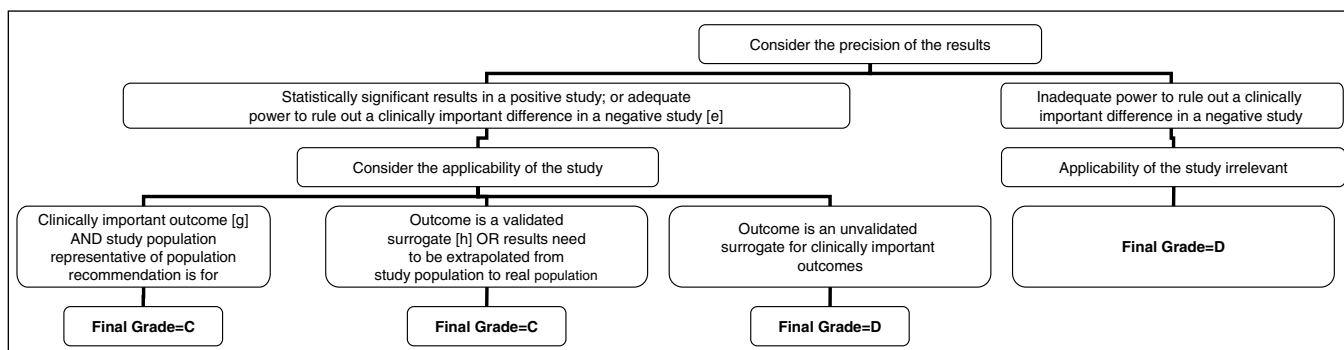 Consider the precision of the results
Statistically significant results in a positive study; or adequate
power to rule out a clinically important difference in a negative study [e]
Inadequate power to rule out a clinically
important difference in a negative study
Consider the applicability of the study
Applicability of the study irrelevant
Clinically important outcome [g]
AND study population
representative of population
recommendation is for
Outcome is a validated
surrogate [h] OR results need
to be extrapolated from
study population to real population
Outcome is an unvalidated
surrogate for clinically important
outcomes
Final Grade=D
Final Grade=C
Final Grade=C
Final Grade=D